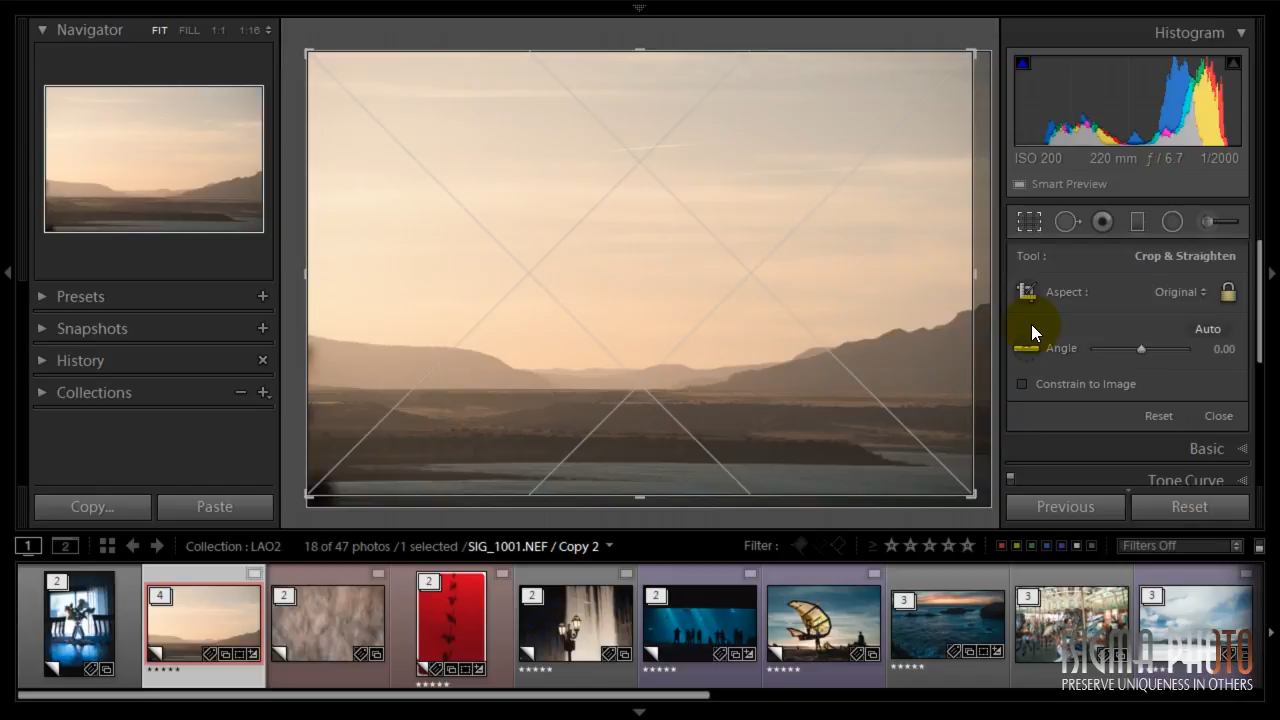 Navigator FIT FILL 1:1 1:16
Presets
Snapshots
History
Collections
Copy... Paste
Histogram
ISO 200 220 mm ƒ / 6.7 1/2000
Smart Preview
Tool : Crop & Straighten
Aspect : Original
Auto
Angle 0.00
Constrain to Image
Reset Close
Basic
Tone Curve
Previous Reset
1 2 Collection : LAO2 18 of 47 photos /1 selected /SIG_1001.NEF / Copy 2 Filter : Filters Off
2 4 2 2 2 2 2 3 3 3
SIGMA PHOTO
PRESERVE UNIQUENESS IN OTHERS